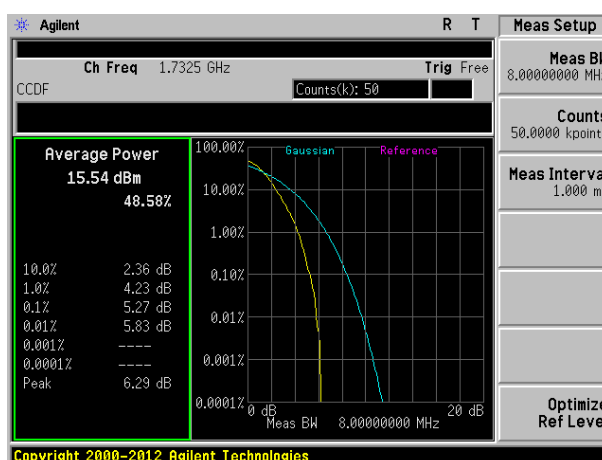 Agilent R T Meas Setup
Ch Freq 1.7325 GHz Trig Free
CCDF Counts(k): 50
Meas BW
8.00000000 MH
Counts
50.0000 kpoint
Meas Interva
1.000 m
Optimize
Ref Leve
Average Power
15.54 dBm
48.58%
10.0% 2.36 dB
1.0% 4.23 dB
0.1% 5.27 dB
0.01% 5.83 dB
0.001% ----
0.0001% ----
Peak 6.29 dB
Gaussian Reference
100.00%
10.00%
1.00%
0.10%
0.01%
0.001%
0.0001%
0 dB 20 dB
Meas BW 8.00000000 MHz
Copyright 2000-2012 Agilent Technologies